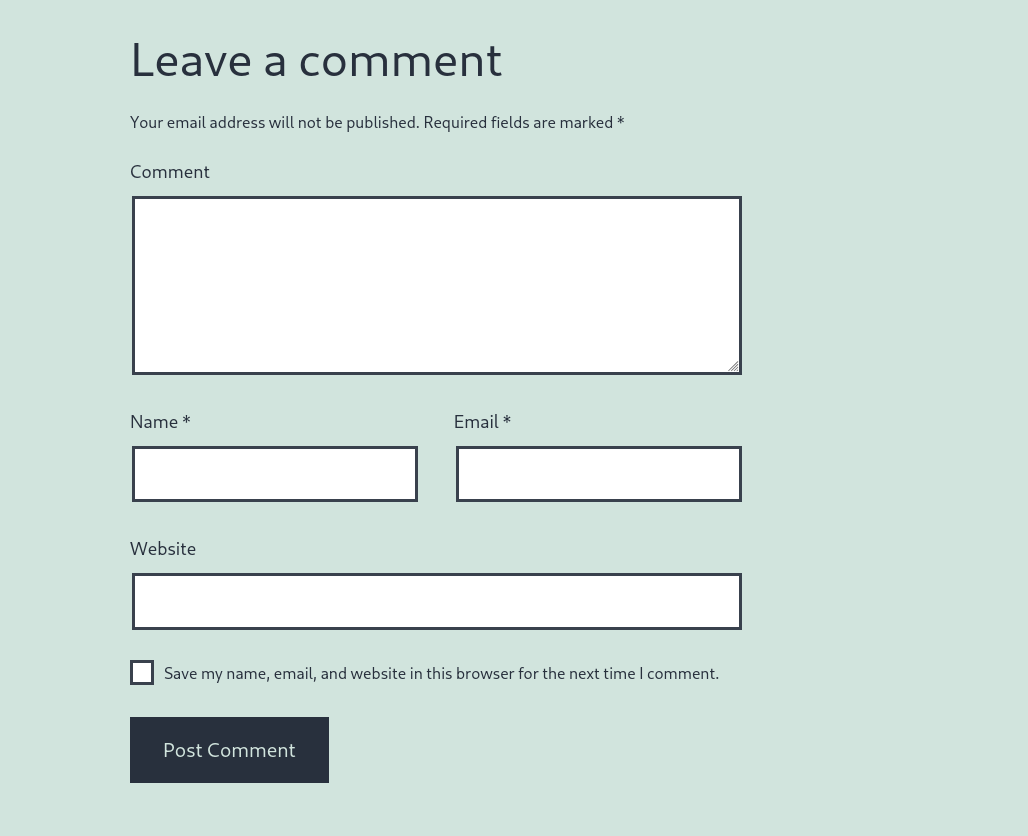 Leave a comment
Your email address will not be published. Required fields are marked *
Comment
Name * Email *
Website
Save my name, email, and website in this browser for the next time I comment.
Post Comment